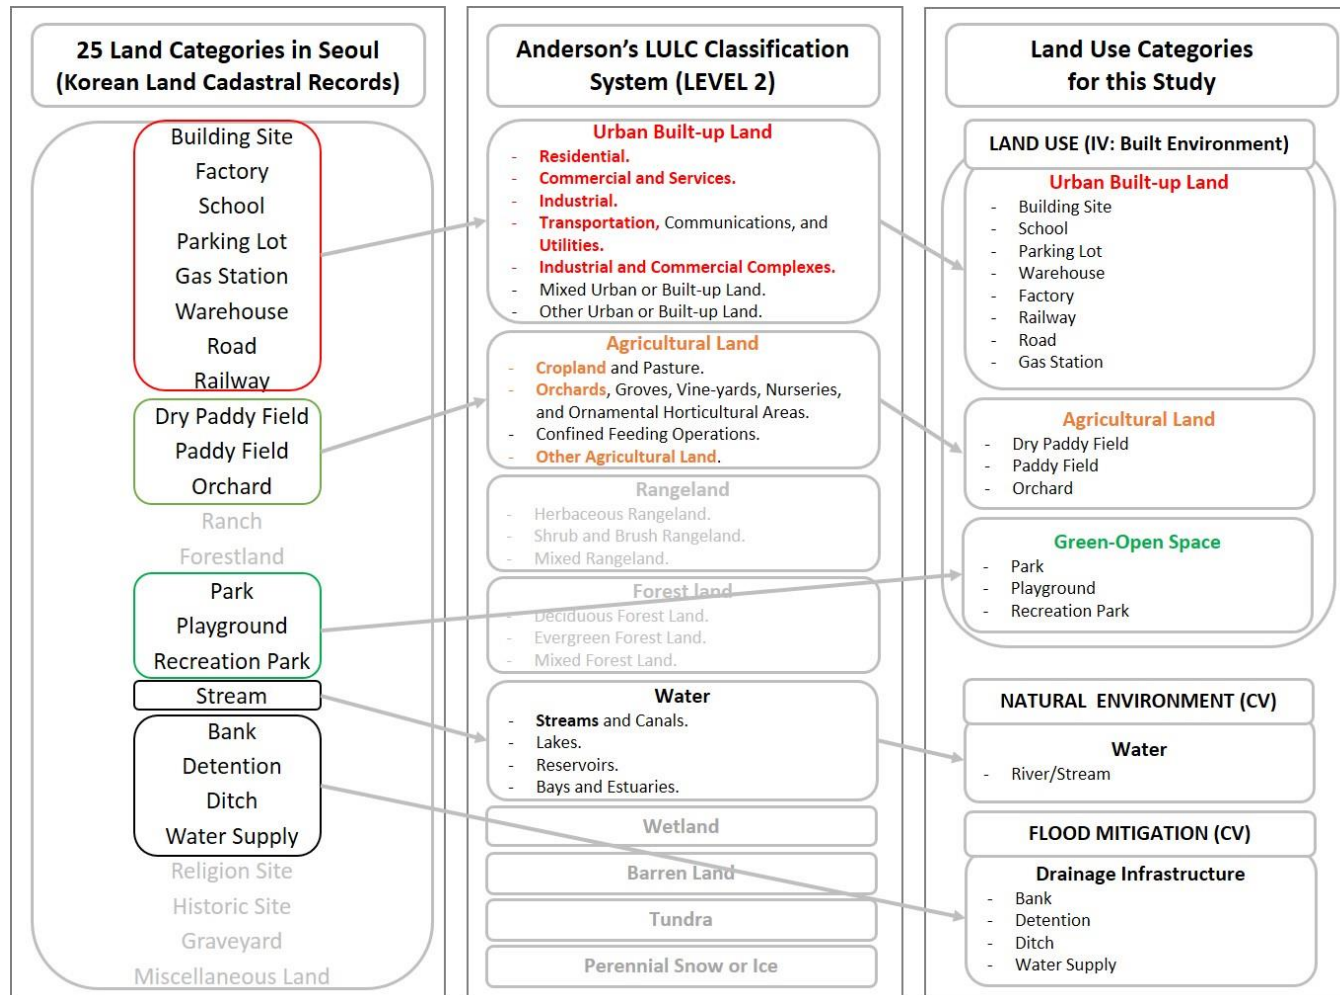 25 Land Categories in Seoul
(Korean Land Cadastral Records)
Building Site
Factory
School
Parking Lot
Gas Station
Warehouse
Road
Railway
Dry Paddy Field
Paddy Field
Orchard
Ranch
Forestland
Park
Playground
Recreation Park
Stream
Bank
Detention
Ditch
Water Supply
Religion Site
Historic Site
Graveyard
Miscellaneous Land
Anderson's LULC Classification
System (LEVEL 2)
Urban Built-up Land
- Residential.
- Commercial and Services.
- Industrial.
- Transportation, Communications, and
Utilities.
- Industrial and Commercial Complexes.
- Mixed Urban or Built-up Land.
- Other Urban or Built-up Land.
Agricultural Land
- Cropland and Pasture.
- Orchards, Groves, Vine-yards, Nurseries,
and Ornamental Horticultural Areas.
- Confined Feeding Operations.
- Other Agricultural Land.
Rangeland
- Herbaceous Rangeland.
- Shrub and Brush Rangeland.
- Mixed Rangeland.
Forest land
- Deciduous Forest Land.
- Evergreen Forest Land.
- Mixed Forest Land.
Water
- Streams and Canals.
- Lakes.
- Reservoirs.
- Bays and Estuaries.
Wetland
Barren Land
Tundra
Perennial Snow or Ice
Land Use Categories
for this Study
LAND USE (IV: Built Environment)
Urban Built-up Land
- Building Site
- School
- Parking Lot
- Warehouse
- Factory
- Railway
- Road
- Gas Station
Agricultural Land
- Dry Paddy Field
- Paddy Field
- Orchard
Green-Open Space
- Park
- Playground
- Recreation Park
NATURAL ENVIRONMENT (CV)
Water
- River/Stream
FLOOD MITIGATION (CV)
Drainage Infrastructure
- Bank
- Detention
- Ditch
- Water Supply